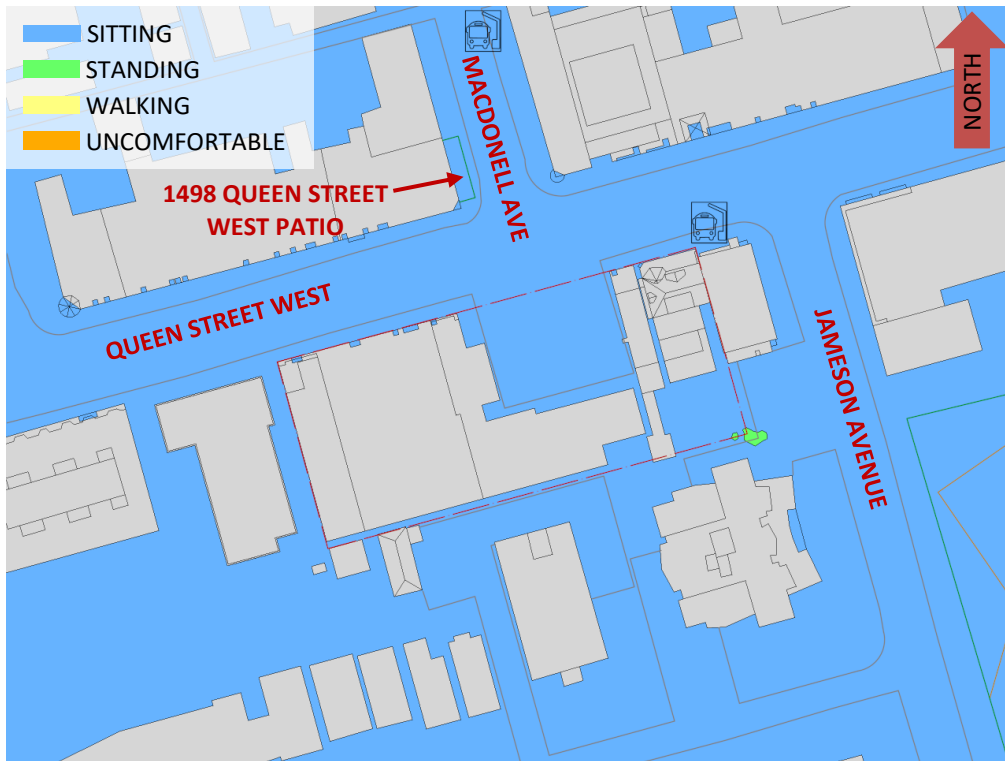 SITTING
STANDING
WALKING
UNCOMFORTABLE
NORTH
MACDONELL AVE
1498 QUEEN STREET
WEST PATIO
QUEEN STREET WEST
JAMESON AVENUE